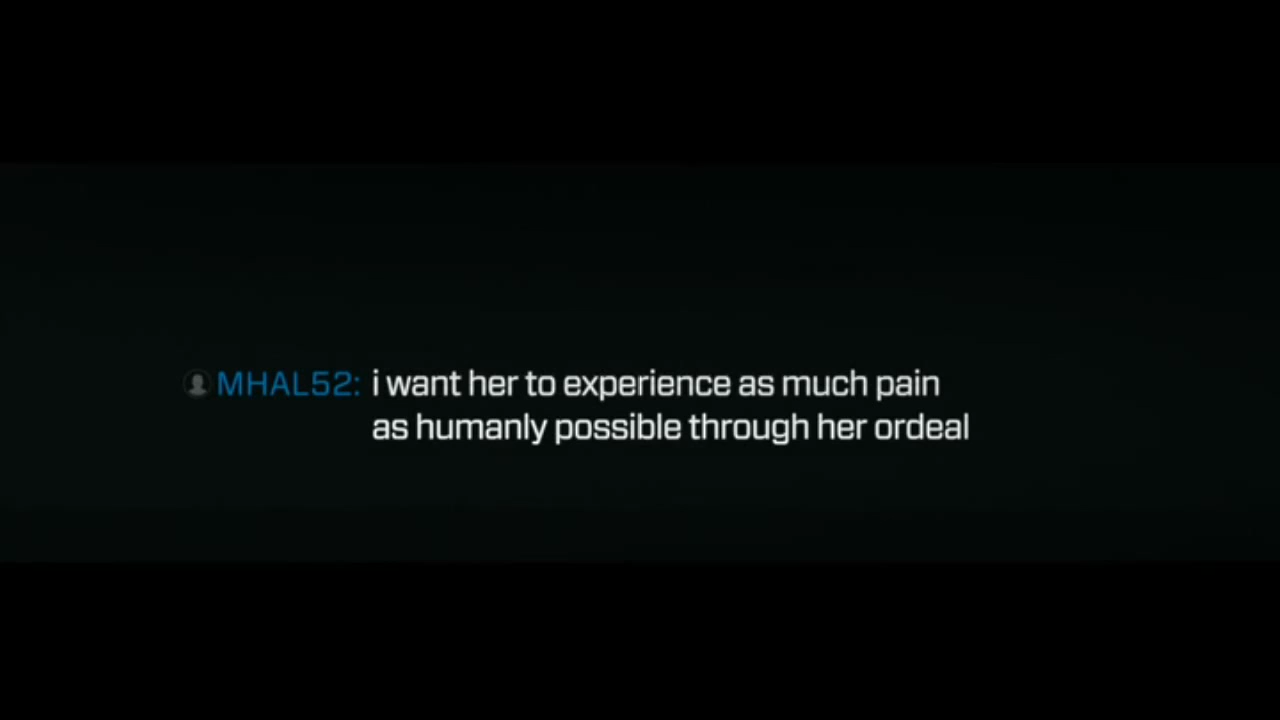 MHAL52: i want her to experience as much pain
as humanly possible through her ordeal